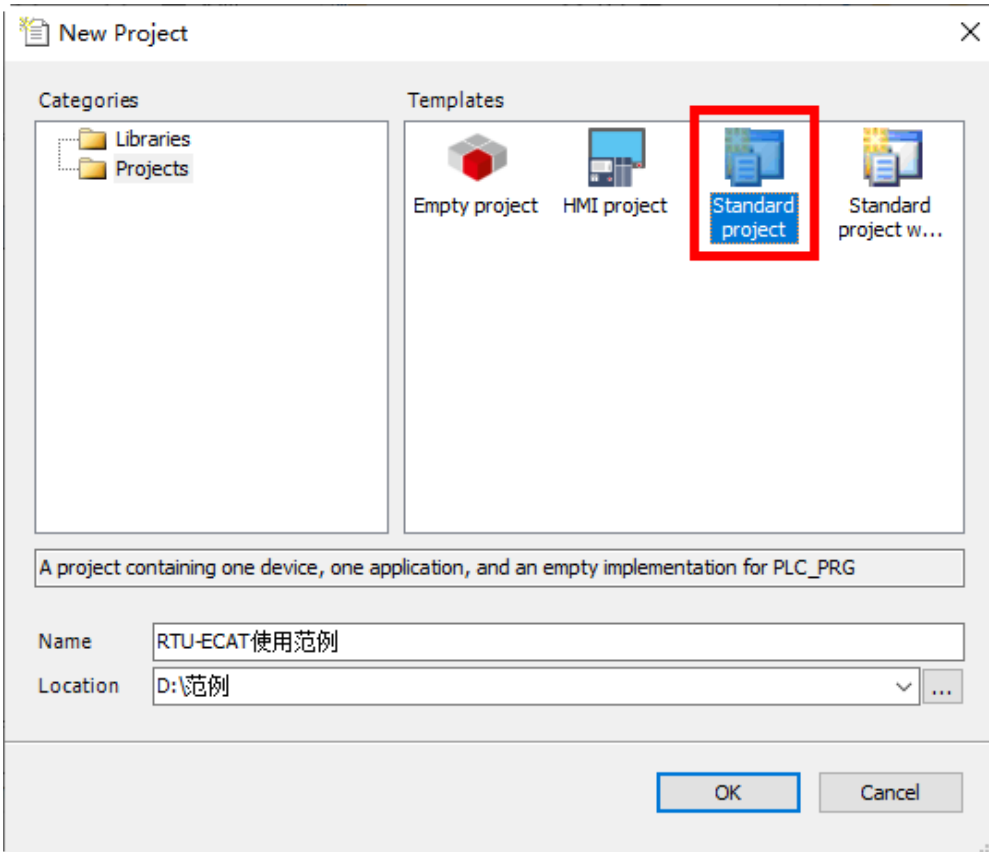 New Project
Categories
Templates
Libraries
Projects
Empty project
HMI project
Standard
project
Standard
project w...
A project containing one device, one application, and an empty implementation for PLC_PRG
Name
RTU-ECAT使用范例
Location
D:\范例
...
OK
Cancel